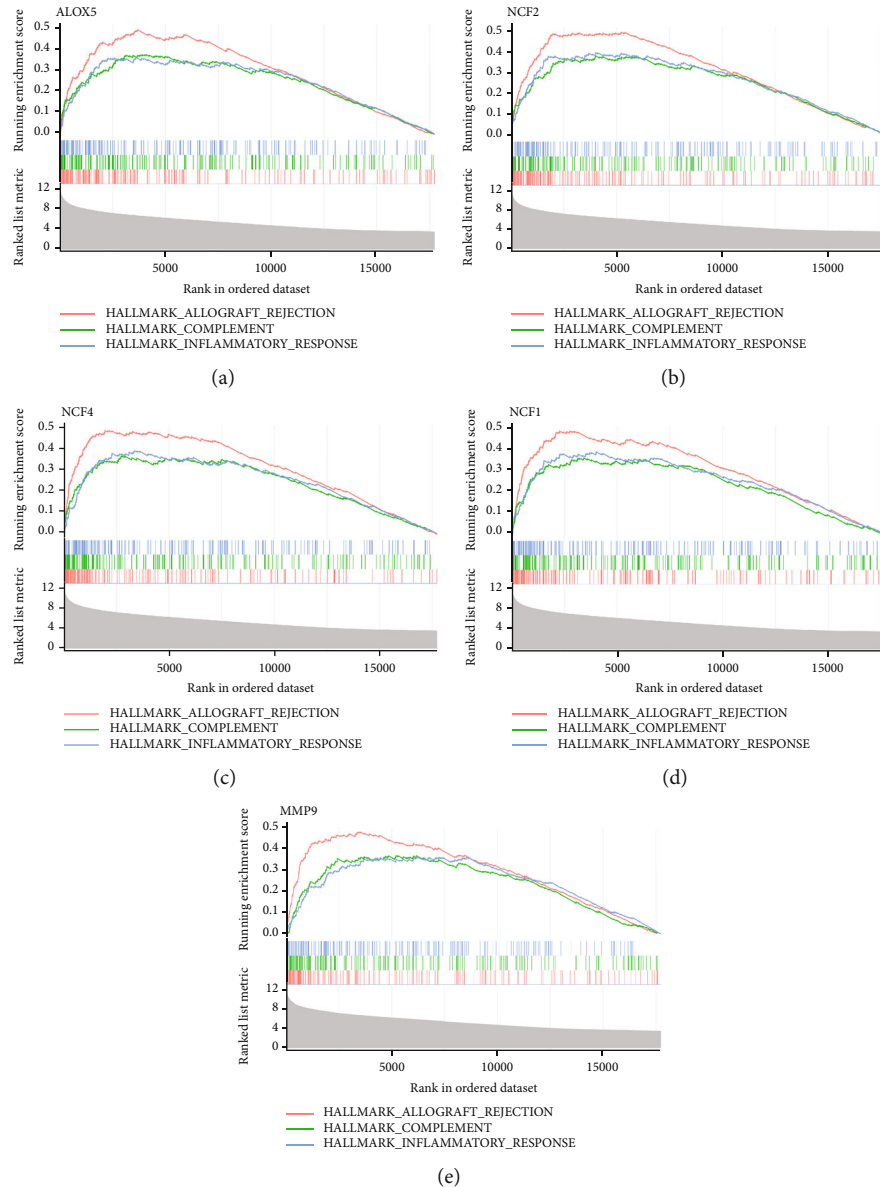 ALOX5
Running enrichment score
0.5
0.4
0.3
0.2
0.1
0.0
Ranked list metric
12
8
4
0
5000 10000 15000
Rank in ordered dataset
HALLMARK_ALLOGRAFT_REJECTION
HALLMARK_COMPLEMENT
HALLMARK_INFLAMMATORY_RESPONSE
(a)
NCF2
Running enrichment score
0.5
0.4
0.3
0.2
0.1
0.0
Ranked list metric
12
8
4
0
5000 10000 15000
Rank in ordered dataset
HALLMARK_ALLOGRAFT_REJECTION
HALLMARK_COMPLEMENT
HALLMARK_INFLAMMATORY_RESPONSE
(b)
NCF4
Running enrichment score
0.5
0.4
0.3
0.2
0.1
0.0
Ranked list metric
12
8
4
0
5000 10000 15000
Rank in ordered dataset
HALLMARK_ALLOGRAFT_REJECTION
HALLMARK_COMPLEMENT
HALLMARK_INFLAMMATORY_RESPONSE
(c)
NCF1
Running enrichment score
0.5
0.4
0.3
0.2
0.1
0.0
Ranked list metric
12
8
4
0
5000 10000 15000
Rank in ordered dataset
HALLMARK_ALLOGRAFT_REJECTION
HALLMARK_COMPLEMENT
HALLMARK_INFLAMMATORY_RESPONSE
(d)
MMP9
Running enrichment score
0.5
0.4
0.3
0.2
0.1
0.0
Ranked list metric
12
8
4
0
5000 10000 15000
Rank in ordered dataset
HALLMARK_ALLOGRAFT_REJECTION
HALLMARK_COMPLEMENT
HALLMARK_INFLAMMATORY_RESPONSE
(e)